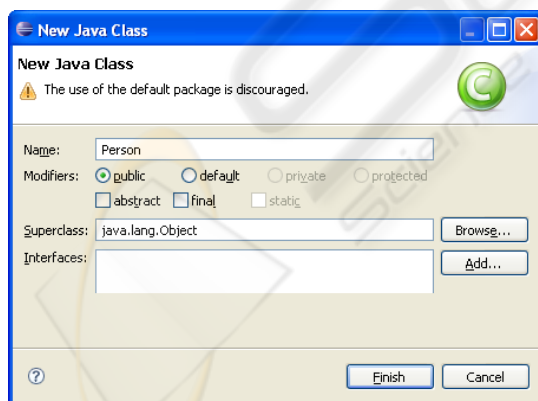 New Java Class
New Java Class
The use of the default package is discouraged.
Name: Person
Modifiers: public default private protected
abstract final static
Superclass: java.lang.Object Browse...
Interfaces: Add...
Finish Cancel